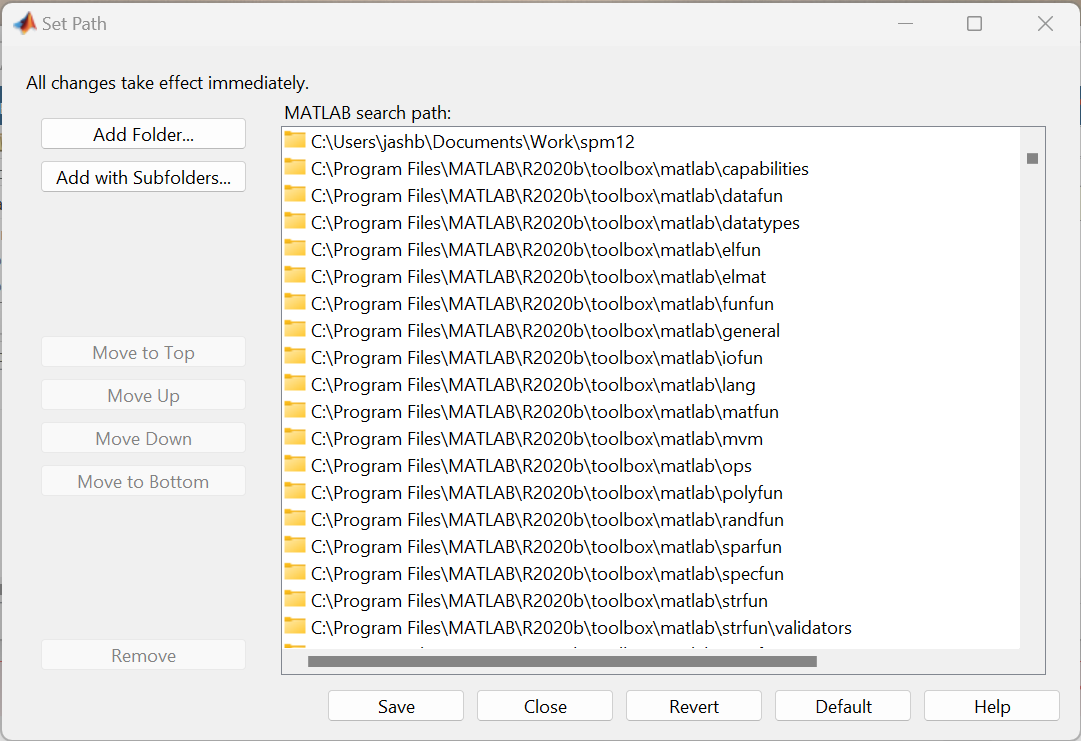 Set Path
All changes take effect immediately.
MATLAB search path:
Add Folder...
Add with Subfolders...
Move to Top
Move Up
Move Down
Move to Bottom
Remove
C:\Users\jashb\Documents\Work\spm12
C:\Program Files\MATLAB\R2020b\toolbox\matlab\capabilities
C:\Program Files\MATLAB\R2020b\toolbox\matlab\datafun
C:\Program Files\MATLAB\R2020b\toolbox\matlab\datatypes
C:\Program Files\MATLAB\R2020b\toolbox\matlab\elfun
C:\Program Files\MATLAB\R2020b\toolbox\matlab\elmat
C:\Program Files\MATLAB\R2020b\toolbox\matlab\funfun
C:\Program Files\MATLAB\R2020b\toolbox\matlab\general
C:\Program Files\MATLAB\R2020b\toolbox\matlab\iofun
C:\Program Files\MATLAB\R2020b\toolbox\matlab\lang
C:\Program Files\MATLAB\R2020b\toolbox\matlab\matfun
C:\Program Files\MATLAB\R2020b\toolbox\matlab\mvm
C:\Program Files\MATLAB\R2020b\toolbox\matlab\ops
C:\Program Files\MATLAB\R2020b\toolbox\matlab\polyfun
C:\Program Files\MATLAB\R2020b\toolbox\matlab\randfun
C:\Program Files\MATLAB\R2020b\toolbox\matlab\sparfun
C:\Program Files\MATLAB\R2020b\toolbox\matlab\specfun
C:\Program Files\MATLAB\R2020b\toolbox\matlab\strfun
C:\Program Files\MATLAB\R2020b\toolbox\matlab\strfun\validators
Save
Close
Revert
Default
Help